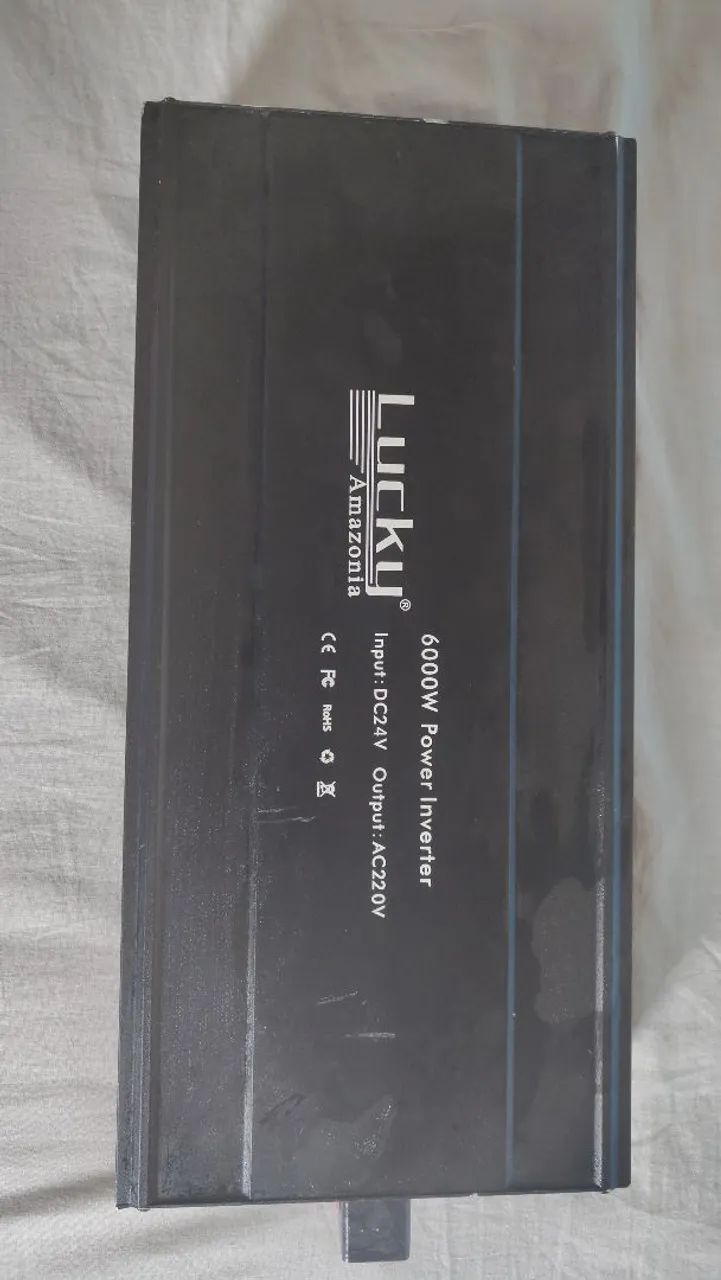 Lucky®
Amazonia
6000W Power Inverter
Input: DC24V Output: AC220V
CE FC RoHS